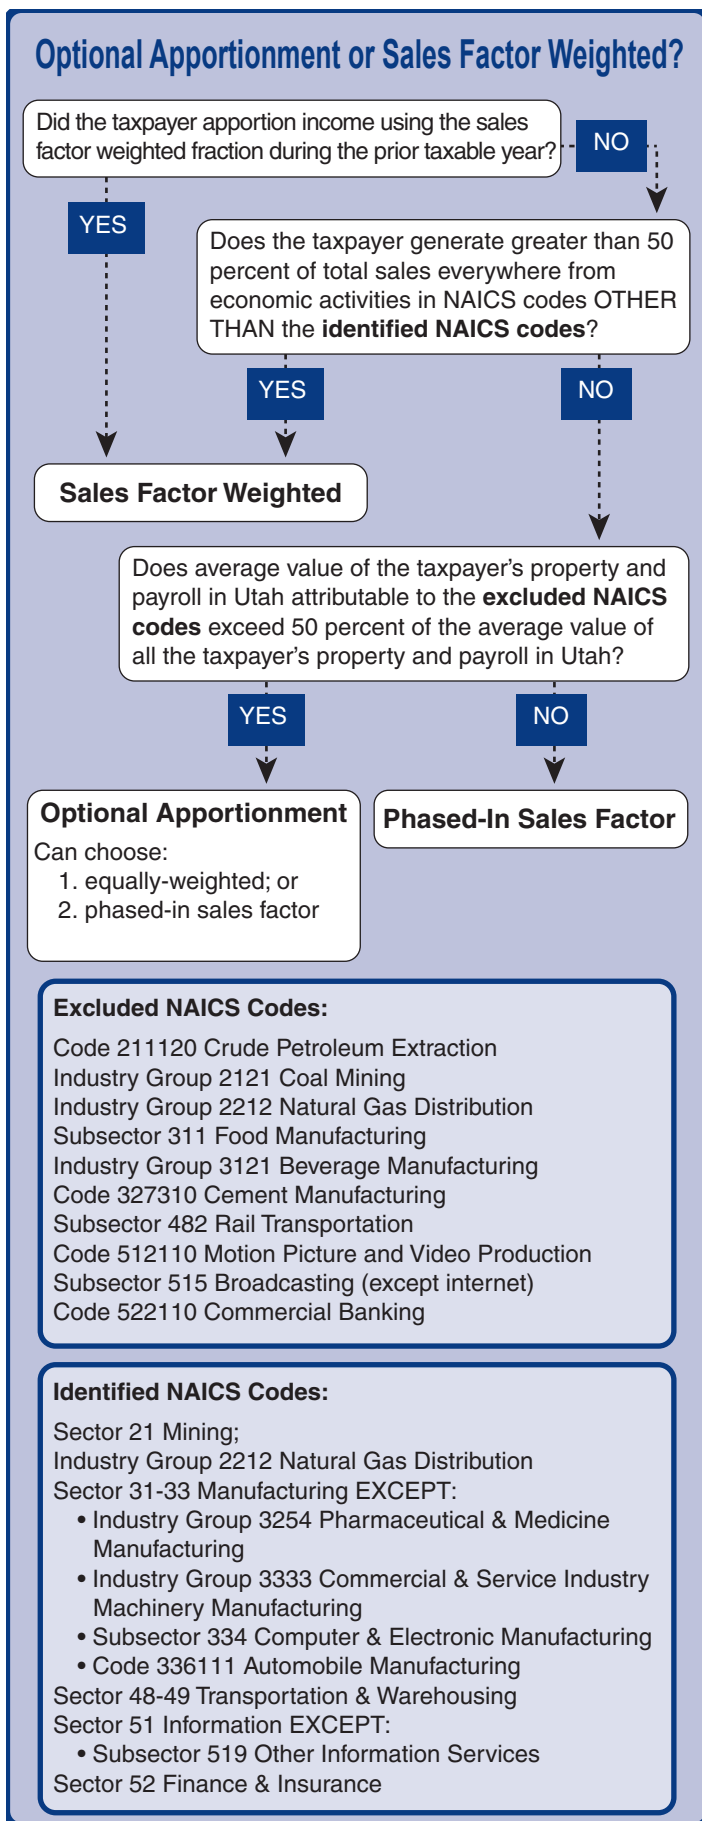 Optional Apportionment or Sales Factor Weighted?
Did the taxpayer apportion income using the sales
factor weighted fraction during the prior taxable year?
NO
YES
Does the taxpayer generate greater than 50
percent of total sales everywhere from
economic activities in NAICS codes OTHER
THAN the identified NAICS codes?
YES
NO
Sales Factor Weighted
Does average value of the taxpayer's property and
payroll in Utah attributable to the excluded NAICS
codes exceed 50 percent of the average value of
all the taxpayer's property and payroll in Utah?
YES
NO
Optional Apportionment
Can choose:
1. equally-weighted; or
2. phased-in sales factor
Phased-In Sales Factor
Excluded NAICS Codes:
Code 211120 Crude Petroleum Extraction
Industry Group 2121 Coal Mining
Industry Group 2212 Natural Gas Distribution
Subsector 311 Food Manufacturing
Industry Group 3121 Beverage Manufacturing
Code 327310 Cement Manufacturing
Subsector 482 Rail Transportation
Code 512110 Motion Picture and Video Production
Subsector 515 Broadcasting (except internet)
Code 522110 Commercial Banking
Identified NAICS Codes:
Sector 21 Mining;
Industry Group 2212 Natural Gas Distribution
Sector 31-33 Manufacturing EXCEPT:
• Industry Group 3254 Pharmaceutical & Medicine
Manufacturing
• Industry Group 3333 Commercial & Service Industry
Machinery Manufacturing
• Subsector 334 Computer & Electronic Manufacturing
• Code 336111 Automobile Manufacturing
Sector 48-49 Transportation & Warehousing
Sector 51 Information EXCEPT:
• Subsector 519 Other Information Services
Sector 52 Finance & Insurance